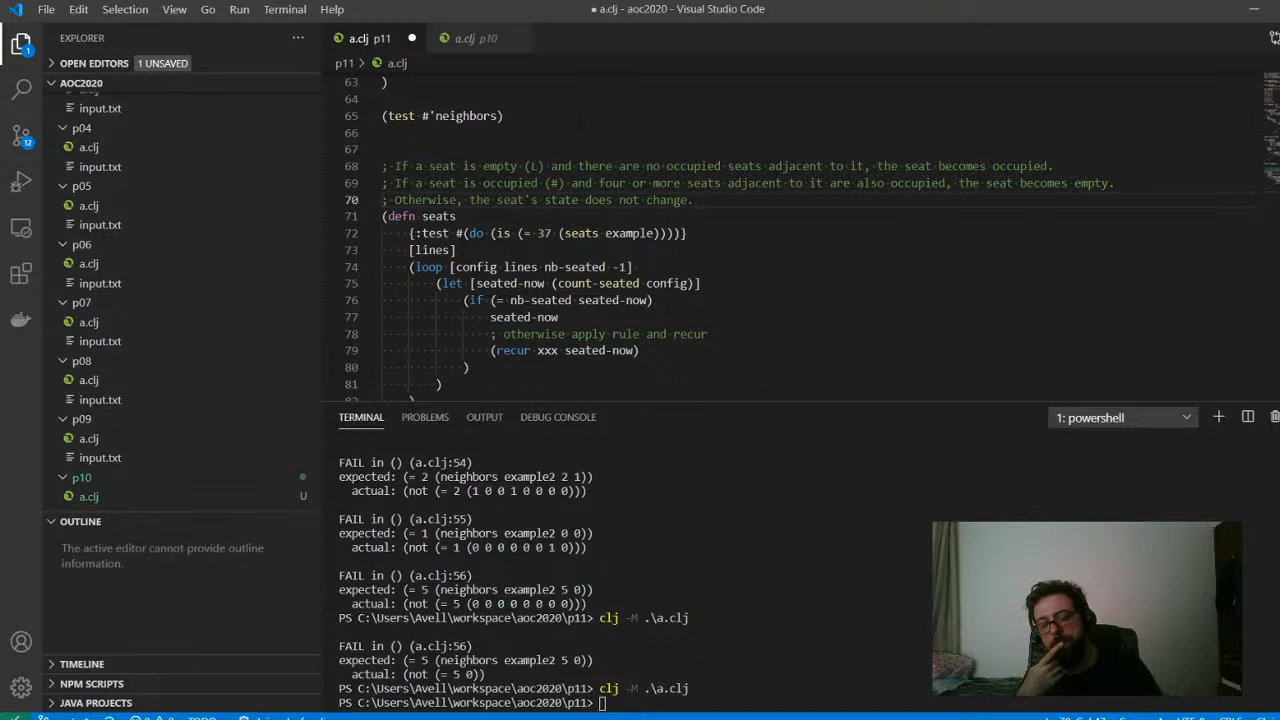 File Edit Selection View Go Run Terminal Help
● a.clj - aoc2020 - Visual Studio Code
EXPLORER
OPEN EDITORS 1 UNSAVED
AOC2020
input.txt
p04
a.clj
input.txt
p05
a.clj
input.txt
p06
a.clj
input.txt
p07
a.clj
input.txt
p08
a.clj
input.txt
p09
a.clj
input.txt
p10
a.clj U
OUTLINE
The active editor cannot provide outline
information.
TIMELINE
NPM SCRIPTS
JAVA PROJECTS
1
12
a.clj p11 ●
a.clj p10
p11 > a.clj
63 )
64
65 (test #'neighbors)
66
67
68 ; If a seat is empty (L) and there are no occupied seats adjacent to it, the seat becomes occupied.
69 ; If a seat is occupied (#) and four or more seats adjacent to it are also occupied, the seat becomes empty.
70 ; Otherwise, the seat's state does not change.
71 (defn seats
72 {:test #(do (is (= 37 (seats example))))}
73 [lines]
74 (loop [config lines nb-seated -1]
75 (let [seated-now (count-seated config)]
76 (if (= nb-seated seated-now)
77 seated-now
78 ; otherwise apply rule and recur
79 (recur xxx seated-now)
80 )
81 )
TERMINAL PROBLEMS OUTPUT DEBUG CONSOLE
1: powershell
FAIL in () (a.clj:54)
expected: (= 2 (neighbors example2 2 1))
actual: (not (= 2 (1 0 0 1 0 0 0 0)))
FAIL in () (a.clj:55)
expected: (= 1 (neighbors example2 0 0))
actual: (not (= 1 (0 0 0 0 0 0 1 0)))
FAIL in () (a.clj:56)
expected: (= 5 (neighbors example2 5 0))
actual: (not (= 5 (0 0 0 0 0 0 0 0)))
PS C:\Users\Avell\workspace\aoc2020\p11> clj -M .\a.clj
FAIL in () (a.clj:56)
expected: (= 5 (neighbors example2 5 0))
actual: (not (= 5 0))
PS C:\Users\Avell\workspace\aoc2020\p11> clj -M .\a.clj
PS C:\Users\Avell\workspace\aoc2020\p11>